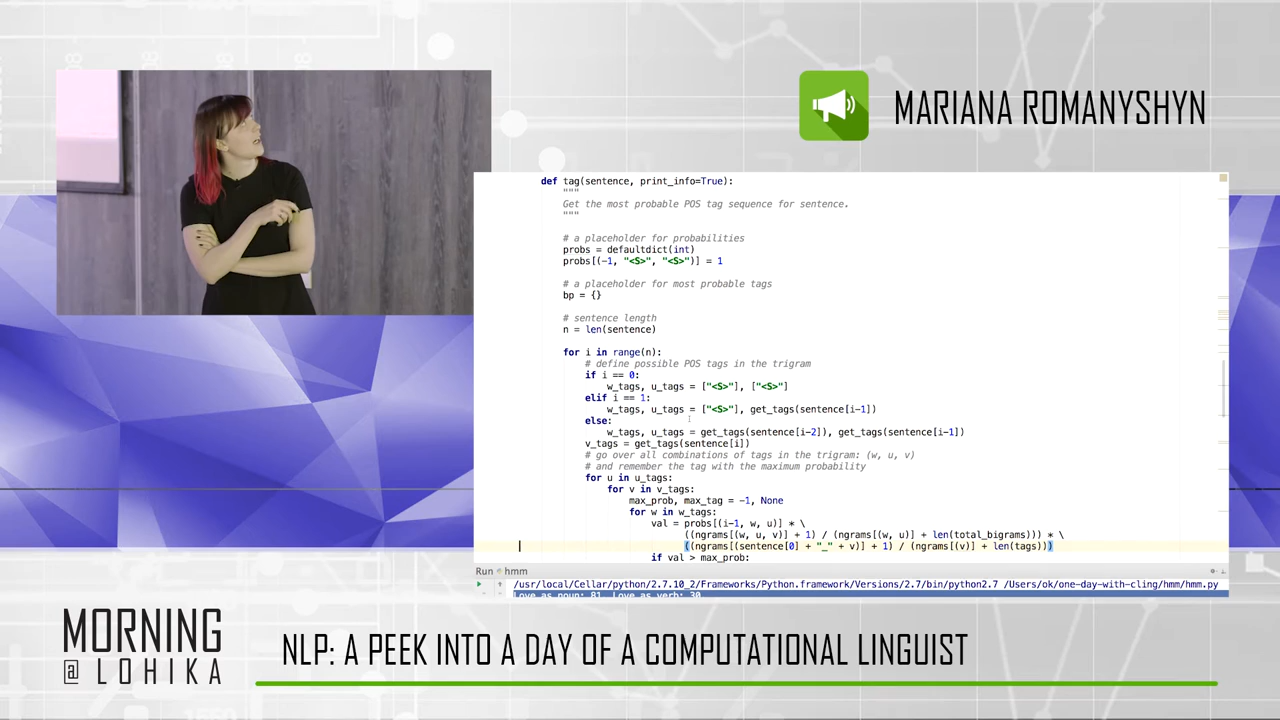 MARIANA ROMANYSHYN
def tag(sentence, print_info=True):
"""
Get the most probable POS tag sequence for sentence.
"""
# a placeholder for probabilities
probs = defaultdict(int)
probs[(-1, "<S>", "<S>")] = 1
# a placeholder for most probable tags
bp = {}
# sentence length
n = len(sentence)
for i in range(n):
# define possible POS tags in the trigram
if i == 0:
w_tags, u_tags = ["<S>"], ["<S>"]
elif i == 1:
w_tags, u_tags = ["<S>"], get_tags(sentence[i-1])
else:
w_tags, u_tags = get_tags(sentence[i-2]), get_tags(sentence[i-1])
v_tags = get_tags(sentence[i])
# go over all combinations of tags in the trigram: (w, u, v)
# and remember the tag with the maximum probability
for u in u_tags:
for v in v_tags:
max_prob, max_tag = -1, None
for w in w_tags:
val = probs[(i-1, w, u)] * \
((ngrams[(w, u, v)] + 1) / (ngrams[(w, u)] + len(total_bigrams))) * \
((ngrams[(sentence[0] + "_" + v)] + 1) / (ngrams[(v)] + len(tags)))
if val > max_prob:
Run hmm
/usr/local/Cellar/python/2.7.10_2/Frameworks/Python.framework/Versions/2.7/bin/python2.7 /Users/ok/one-day-with-cling/hmm/hmm.py
Love as noun: 81, Love as verb: 30
MORNING
@ LOHIKA
NLP: A PEEK INTO A DAY OF A COMPUTATIONAL LINGUIST